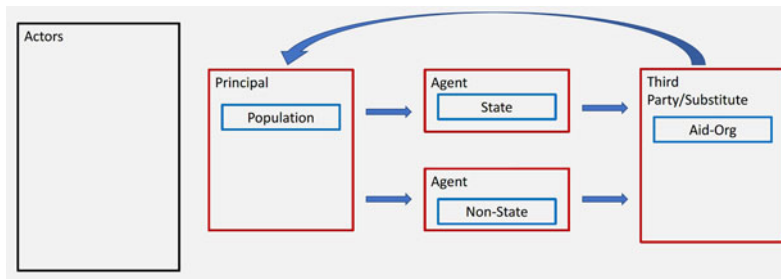 Actors
Principal
Population
Agent
State
Agent
Non-State
Third
Party/Substitute
Aid-Org